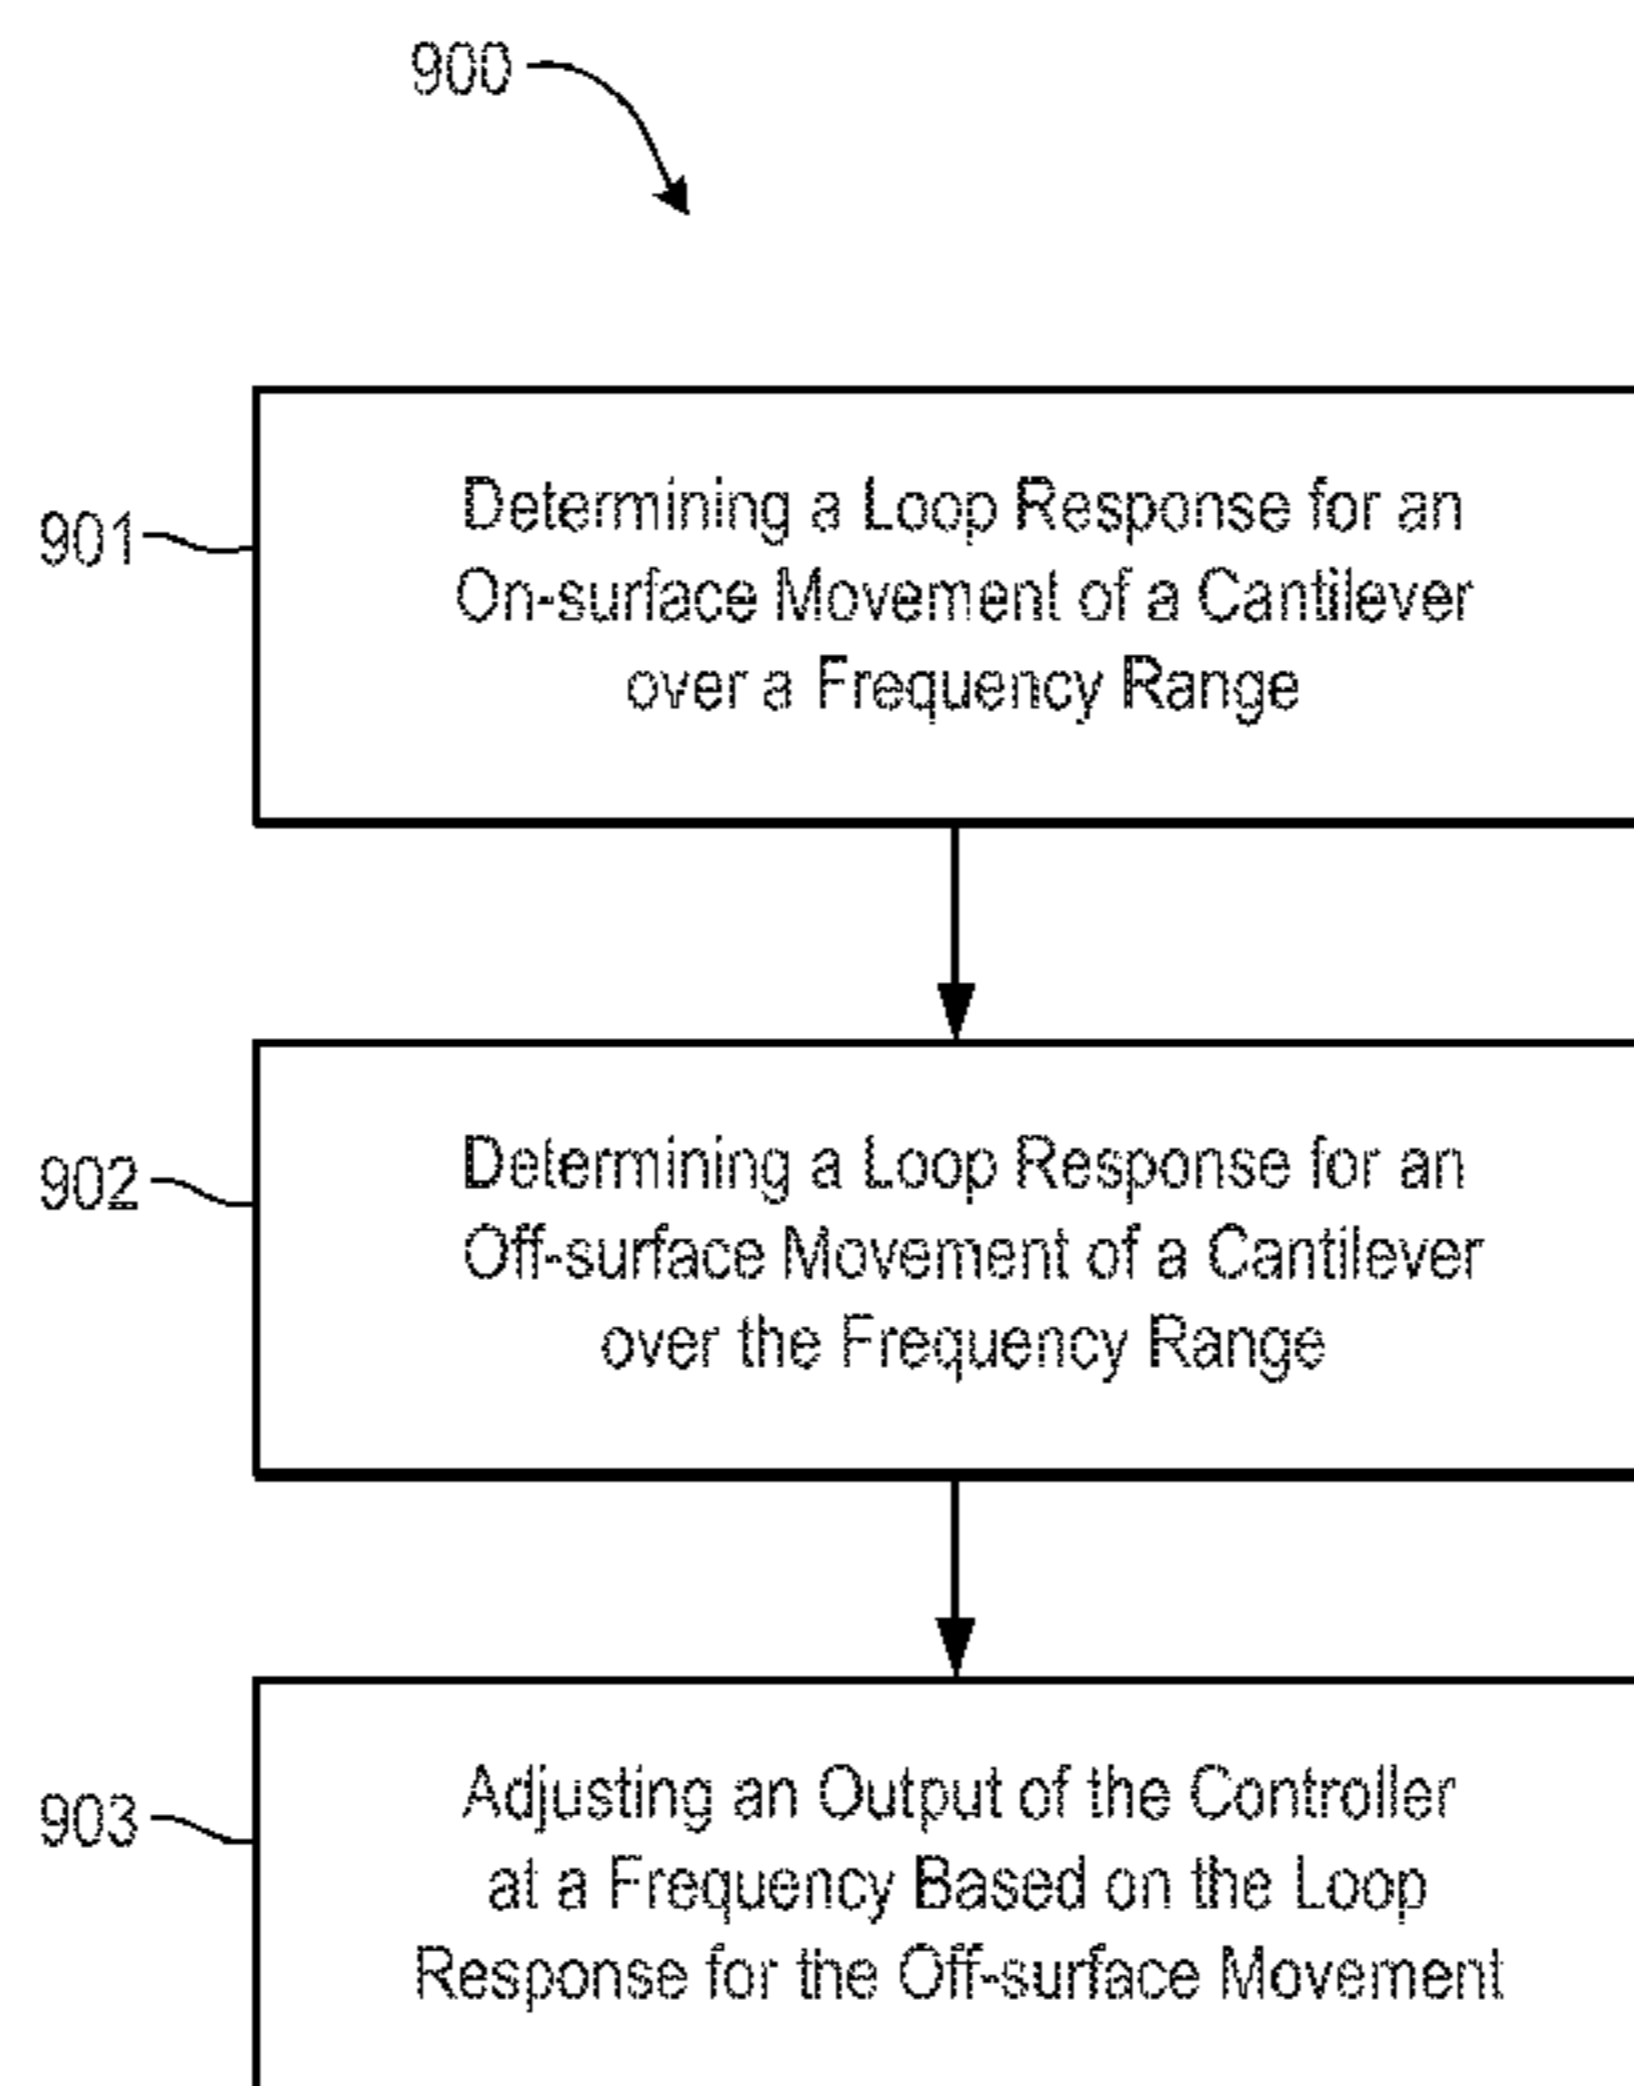 900
901
Determining a Loop Response for an
On-surface Movement of a Cantilever
over a Frequency Range
902
Determining a Loop Response for an
Off-surface Movement of a Cantilever
over the Frequency Range
903
Adjusting an Output of the Controller
at a Frequency Based on the Loop
Response for the Off-surface Movement